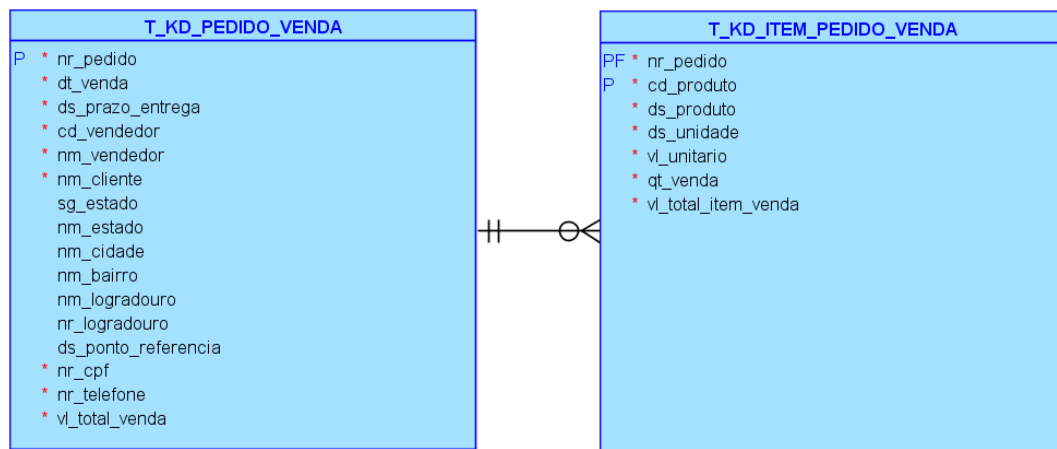 T_KD_PEDIDO_VENDA
P * nr_pedido
* dt_venda
* ds_prazo_entrega
* cd_vendedor
* nm_vendedor
* nm_cliente
sg_estado
nm_estado
nm_cidade
nm_bairro
nm_logradouro
nr_logradouro
ds_ponto_referencia
* nr_cpf
* nr_telefone
* vl_total_venda
T_KD_ITEM_PEDIDO_VENDA
PF * nr_pedido
P * cd_produto
* ds_produto
* ds_unidade
* vl_unitario
* qt_venda
* vl_total_item_venda